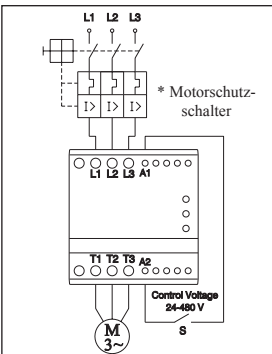 L1 L2 L3
I> I> I>
* Motorschutz-
schalter
L1 L2 L3 A1
T1 T2 T3 A2
Control Voltage
24-480 V
S
M
3~